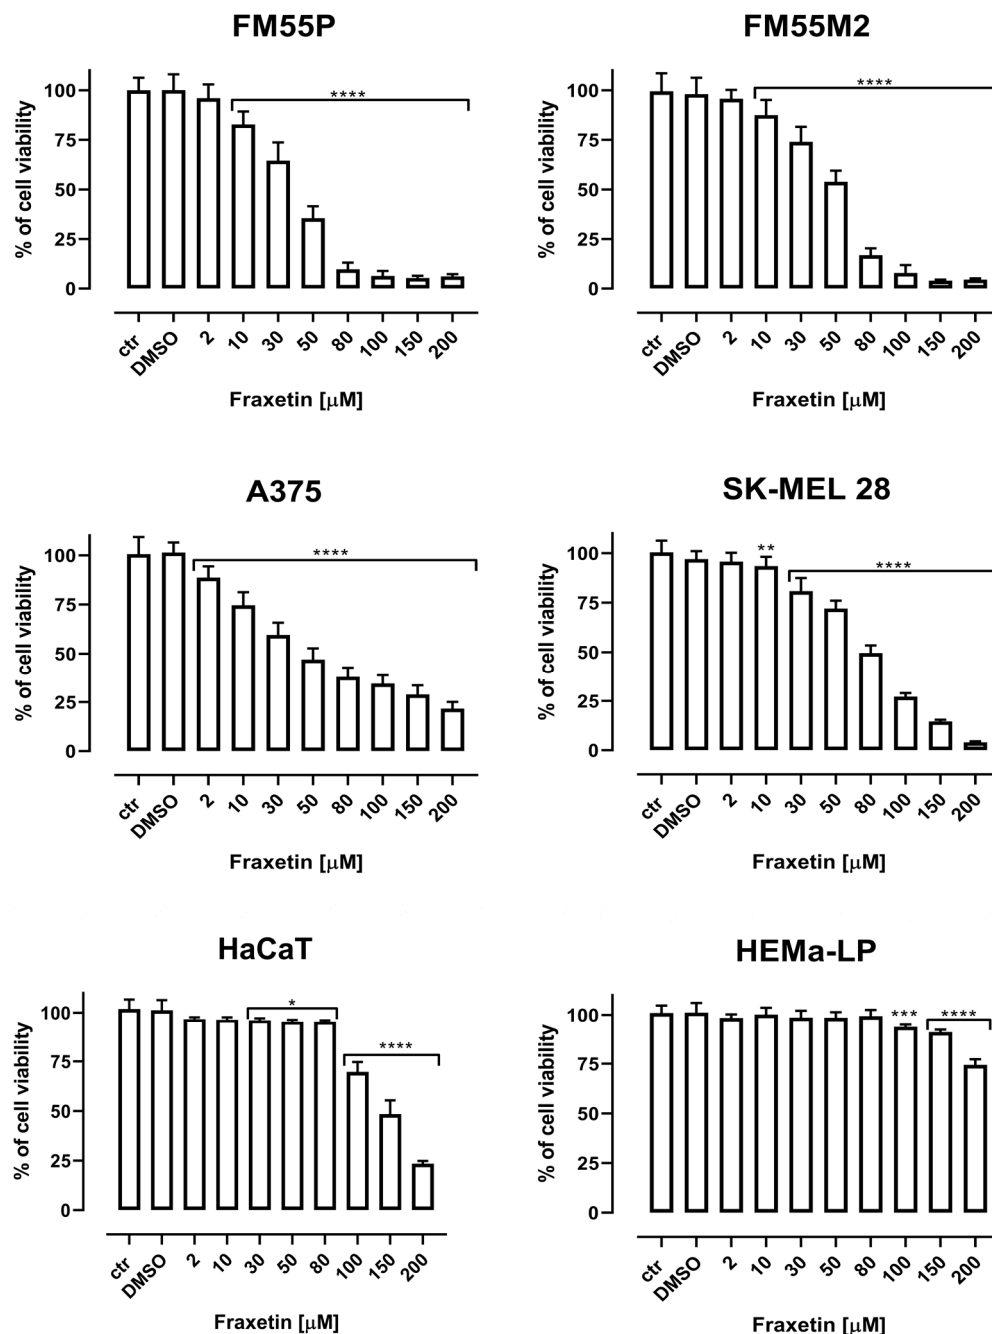 FM55P
****
% of cell viability
100
75
50
25
0
ctr DMSO 2 10 30 50 80 100 150 200
Fraxetin [μM]
FM55M2
****
% of cell viability
100
75
50
25
0
ctr DMSO 2 10 30 50 80 100 150 200
Fraxetin [μM]
A375
****
% of cell viability
100
75
50
25
0
ctr DMSO 2 10 30 50 80 100 150 200
Fraxetin [μM]
SK-MEL 28
** ****
% of cell viability
100
75
50
25
0
ctr DMSO 2 10 30 50 80 100 150 200
Fraxetin [μM]
HaCaT
* ****
% of cell viability
100
75
50
25
0
ctr DMSO 2 10 30 50 80 100 150 200
Fraxetin [μM]
HEMa-LP
*** ****
% of cell viability
100
75
50
25
0
ctr DMSO 2 10 30 50 80 100 150 200
Fraxetin [μM]